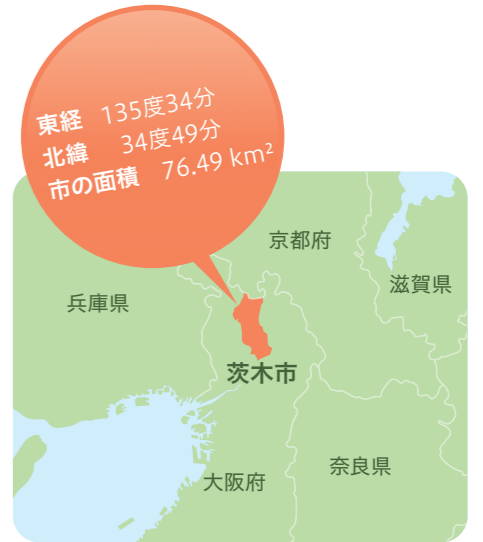 東経 135度34分
北緯 34度49分
市の面積 76.49 km²
京都府
滋賀県
兵庫県
茨木市
奈良県
大阪府